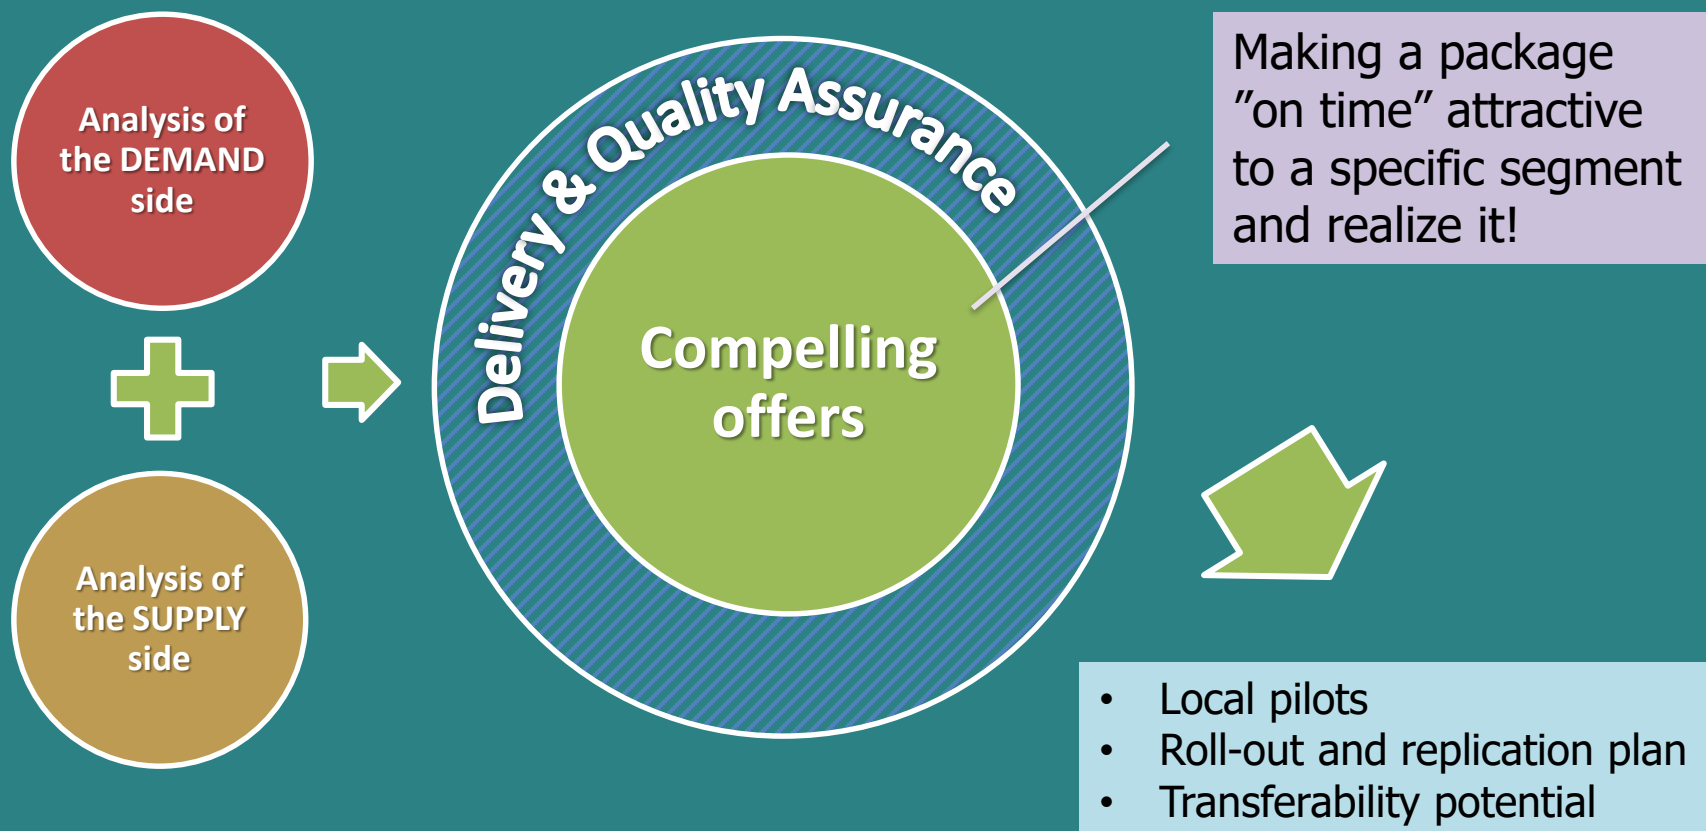 Analysis of
the DEMAND
side
Analysis of
the SUPPLY
side
Delivery & Quality Assurance
Compelling
offers
Making a package
”on time” attractive
to a specific segment
and realize it!
• Local pilots
• Roll-out and replication plan
• Transferability potential